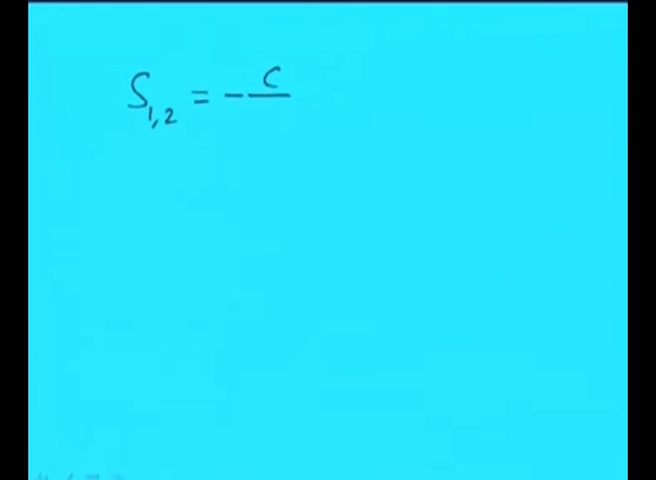 S1,2 = - c